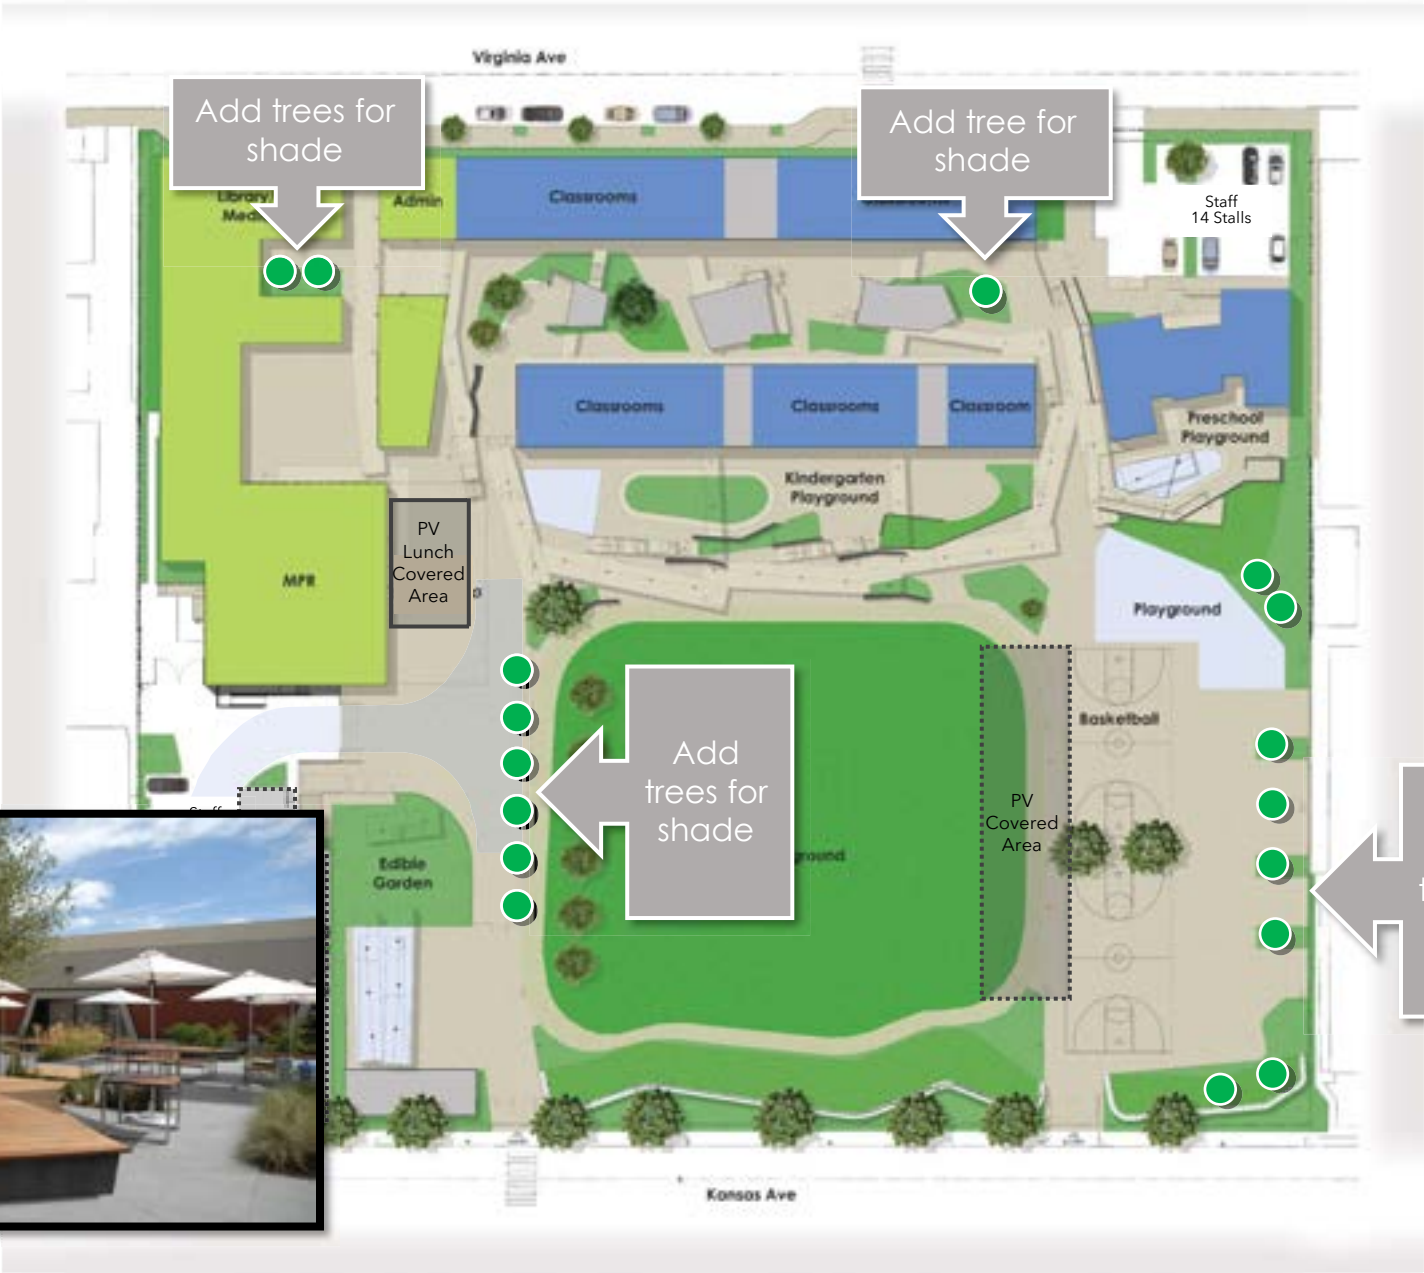 Virginia Ave
Add trees for
shade
Add tree for
shade
Library
Admin
Classrooms
Staff
14 Stalls
Classrooms
Classrooms
Classroom
Preschool
Playground
Kindergarten
Playground
PV
Lunch
Covered
Area
MPR
Playground
Basketball
Add
trees for
shade
PV
Covered
Area
Edible
Garden
Kansas Ave